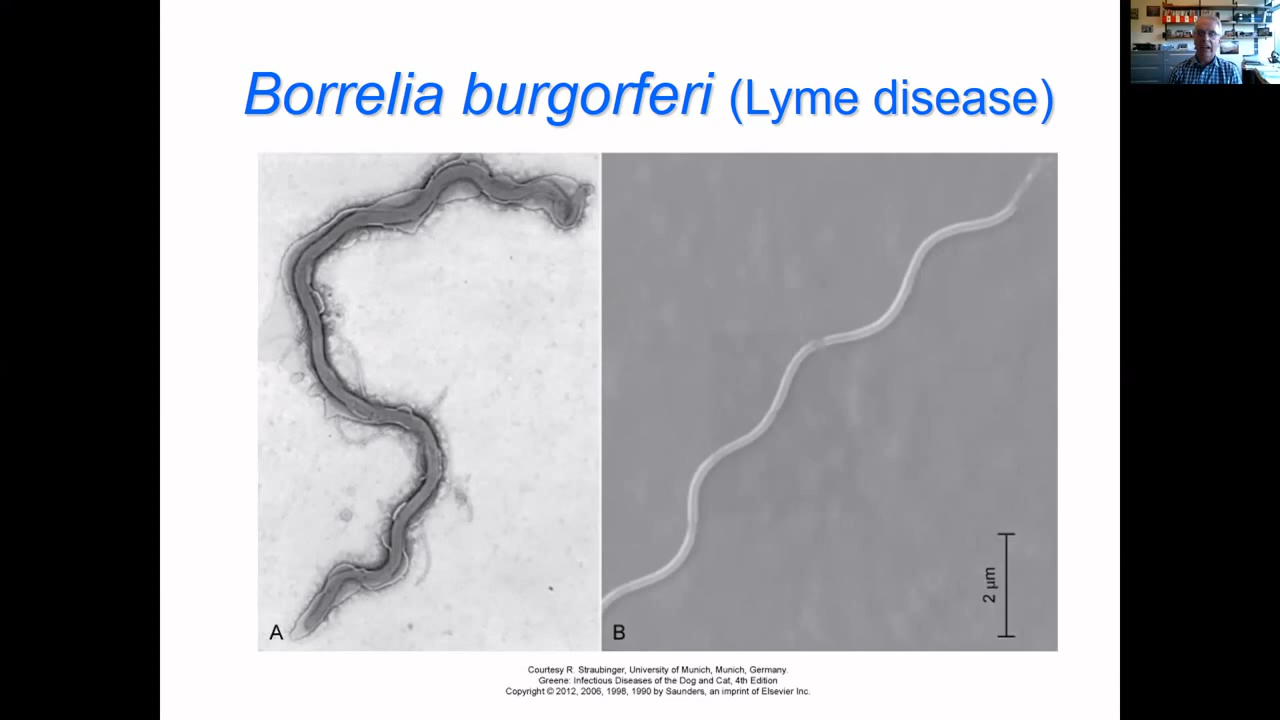 Borrelia burgorferi (Lyme disease)
A
B
2 µm
Courtesy R. Straubinger, University of Munich, Munich, Germany.
Greene: Infectious Diseases of the Dog and Cat, 4th Edition
Copyright © 2012, 2006, 1998, 1990 by Saunders, an imprint of Elsevier Inc.